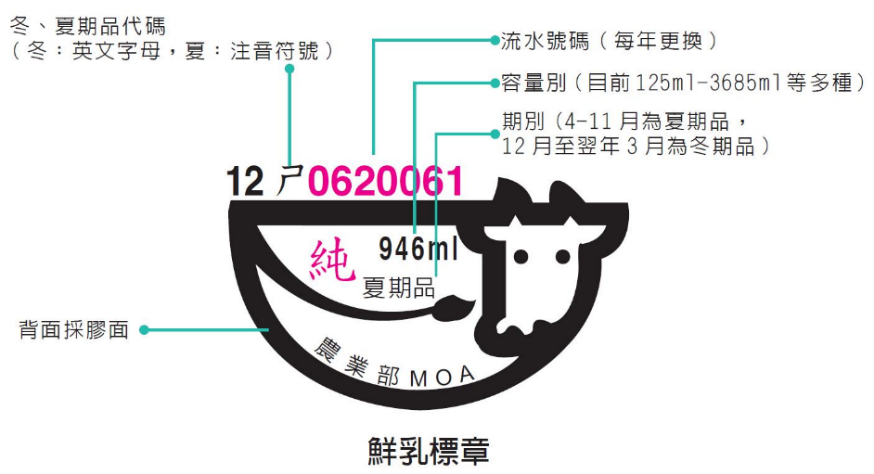 冬、夏期品代碼
（冬：英文字母，夏：注音符號）
流水號碼（每年更換）
容量別（目前125ml-3685ml等多種）
期別（4-11月為夏期品，
12月至翌年3月為冬期品）
12ㄕ0620061
純 946ml
夏期品
背面採膠面
農業部MOA
鮮乳標章